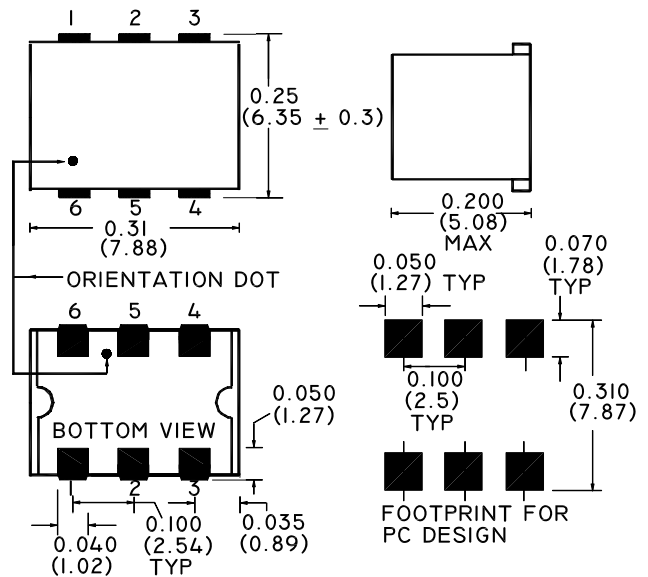 1 2 3
0.25
(6.35 ± 0.3)
6 5 4
0.31
(7.88)
0.200
(5.08)
MAX
ORIENTATION DOT
0.050
(1.27) TYP
0.070
(1.78)
TYP
6 5 4
0.100
(2.5)
TYP
0.310
(7.87)
0.050
(1.27)
BOTTOM VIEW
1 2 3
0.040
(1.02)
0.100
(2.54)
TYP
0.035
(0.89)
FOOTPRINT FOR
PC DESIGN